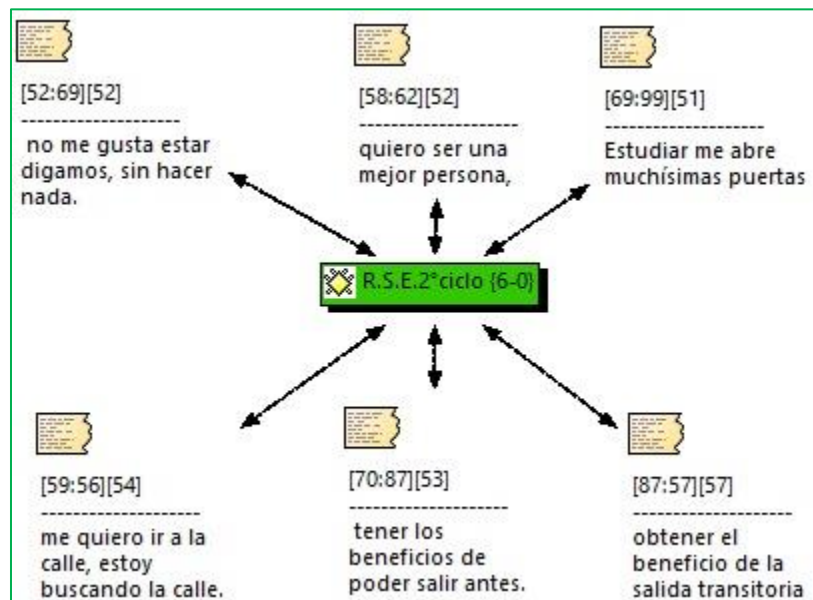 [52:69][52]
--------------------
no me gusta estar
digamos, sin hacer
nada.
[58:62][52]
--------------------
quiero ser una
mejor persona,
[69:99][51]
--------------------
Estudiar me abre
muchísimas puertas
R.S.E.2°ciclo {6-0}
[59:56][54]
--------------------
me quiero ir a la
calle, estoy
buscando la calle.
[70:87][53]
--------------------
tener los
beneficios de
poder salir antes.
[87:57][57]
--------------------
obtener el
beneficio de la
salida transitoria